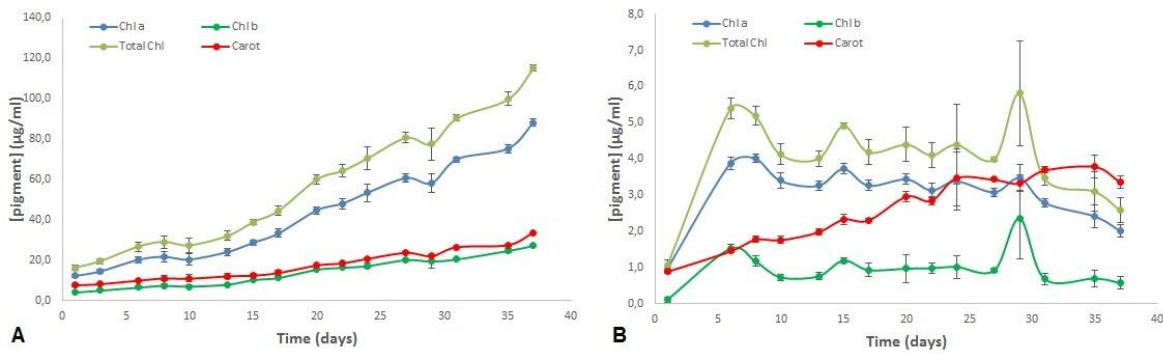 Chl a Chl b
Total Chl Carot
[pigment] (µg/ml)
140,0
120,0
100,0
80,0
60,0
40,0
20,0
0,0
0 5 10 15 20 25 30 35 40
Time (days)
A
Chl a Chl b
Total Chl Carot
[pigment] (µg/ml)
8,0
7,0
6,0
5,0
4,0
3,0
2,0
1,0
0,0
0 5 10 15 20 25 30 35 40
Time (days)
B